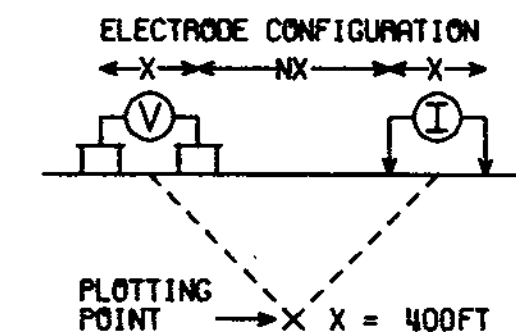 ELECTRODE CONFIGURATION
X NX X
V I
PLOTTING
POINT X X = 400FT